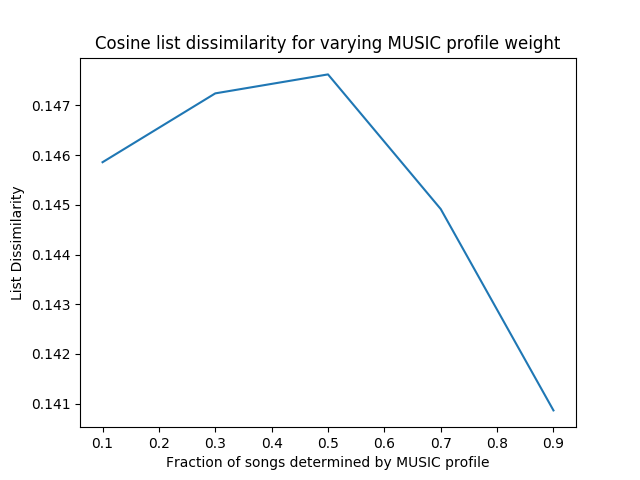 Cosine list dissimilarity for varying MUSIC profile weight
0.147
0.146
0.145
0.144
0.143
0.142
0.141
List Dissimilarity
0.1 0.2 0.3 0.4 0.5 0.6 0.7 0.8 0.9
Fraction of songs determined by MUSIC profile